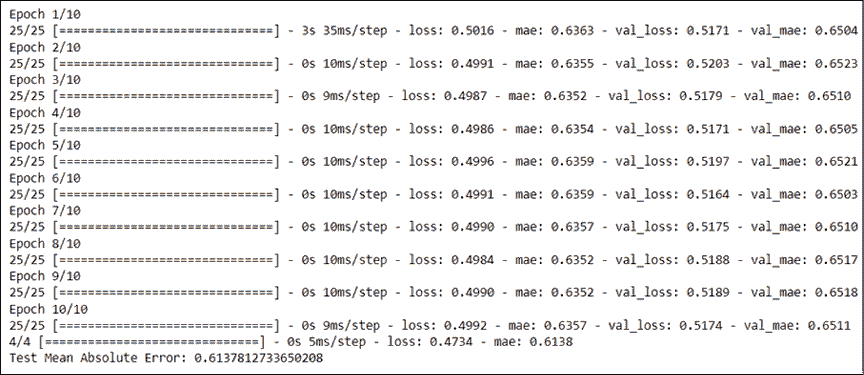 Epoch 1/10
25/25 [==============================] - 3s 35ms/step - loss: 0.5016 - mae: 0.6363 - val_loss: 0.5171 - val_mae: 0.6504
Epoch 2/10
25/25 [==============================] - 0s 10ms/step - loss: 0.4991 - mae: 0.6355 - val_loss: 0.5203 - val_mae: 0.6523
Epoch 3/10
25/25 [==============================] - 0s 9ms/step - loss: 0.4987 - mae: 0.6352 - val_loss: 0.5179 - val_mae: 0.6510
Epoch 4/10
25/25 [==============================] - 0s 10ms/step - loss: 0.4986 - mae: 0.6354 - val_loss: 0.5171 - val_mae: 0.6505
Epoch 5/10
25/25 [==============================] - 0s 10ms/step - loss: 0.4996 - mae: 0.6359 - val_loss: 0.5197 - val_mae: 0.6521
Epoch 6/10
25/25 [==============================] - 0s 10ms/step - loss: 0.4991 - mae: 0.6359 - val_loss: 0.5164 - val_mae: 0.6503
Epoch 7/10
25/25 [==============================] - 0s 10ms/step - loss: 0.4990 - mae: 0.6357 - val_loss: 0.5175 - val_mae: 0.6510
Epoch 8/10
25/25 [==============================] - 0s 10ms/step - loss: 0.4984 - mae: 0.6352 - val_loss: 0.5188 - val_mae: 0.6517
Epoch 9/10
25/25 [==============================] - 0s 10ms/step - loss: 0.4990 - mae: 0.6352 - val_loss: 0.5189 - val_mae: 0.6518
Epoch 10/10
25/25 [==============================] - 0s 9ms/step - loss: 0.4992 - mae: 0.6357 - val_loss: 0.5174 - val_mae: 0.6511
4/4 [==============================] - 0s 5ms/step - loss: 0.4734 - mae: 0.6138
Test Mean Absolute Error: 0.6137812733650208